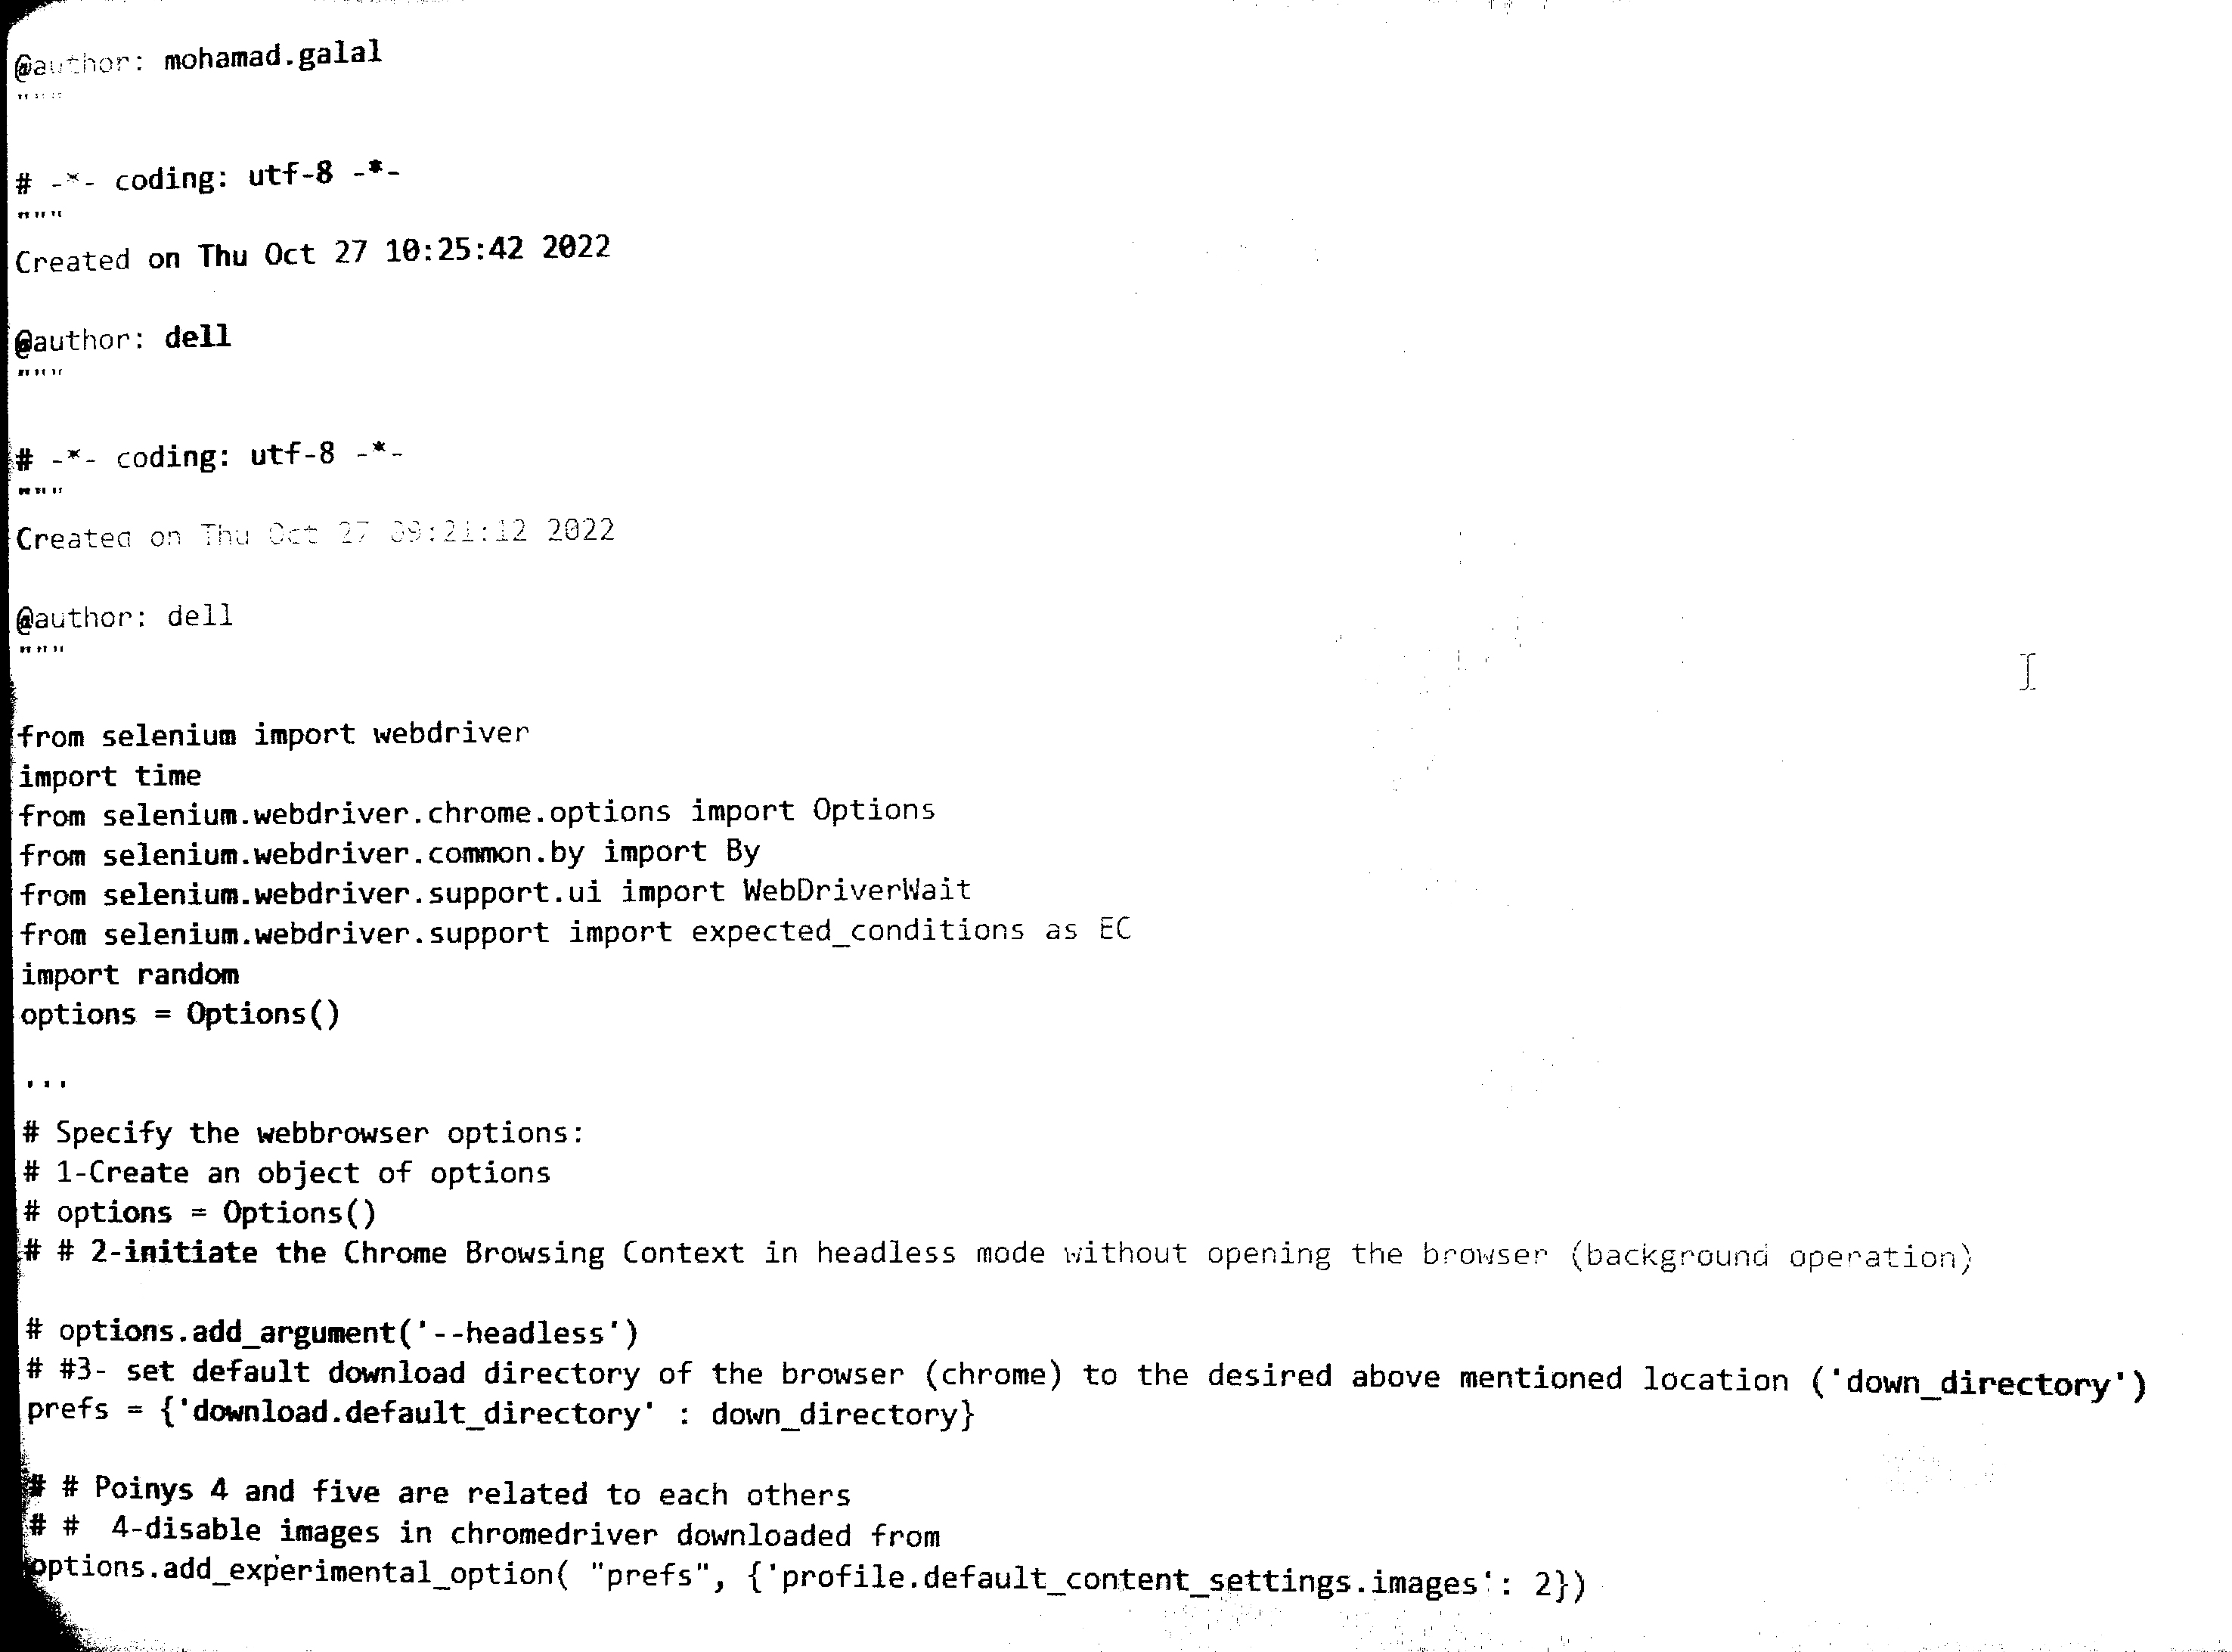 @author: mohamad.galal
"""
# -*- coding: utf-8 -*-
"""
Created on Thu Oct 27 10:25:42 2022
@author: dell
"""
# -*- coding: utf-8 -*-
"""
Created on Thu Oct 27 09:21:12 2022
@author: dell
"""
from selenium import webdriver
import time
from selenium.webdriver.chrome.options import Options
from selenium.webdriver.common.by import By
from selenium.webdriver.support.ui import WebDriverWait
from selenium.webdriver.support import expected_conditions as EC
import random
options = Options()
...
# Specify the webbrowser options:
# 1-Create an object of options
# options = Options()
# # 2-initiate the Chrome Browsing Context in headless mode without opening the browser (background operation)
# options.add_argument('--headless')
# #3- set default download directory of the browser (chrome) to the desired above mentioned location ('down_directory')
prefs = {'download.default_directory' : down_directory}
# # Poinys 4 and five are related to each others
# #  4-disable images in chromedriver downloaded from
options.add_experimental_option( "prefs", {'profile.default_content_settings.images': 2})